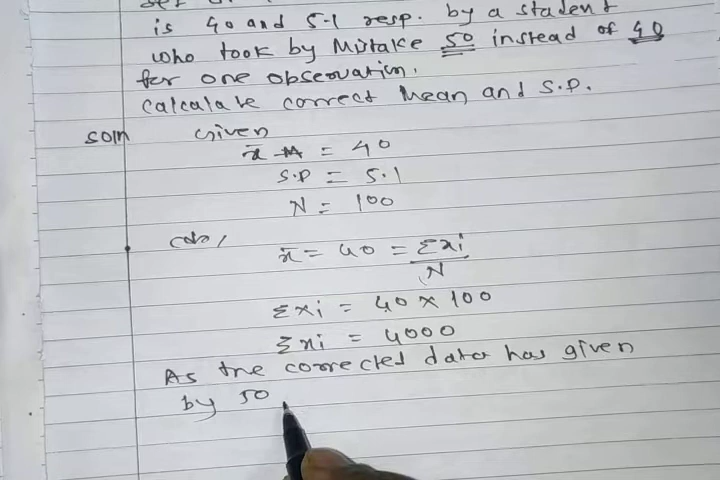 is 40 and 5.1 resp. by a student
who took by Mistake 50 instead of 40
for one observation.
calculate correct Mean and S.D.
soln Given
x̄ = 40
S.D = 5.1
N = 100
x̄ = 40 = Σxi
N
Σxi = 40 × 100
Σxi = 4000
As the corrected data has given
by 50